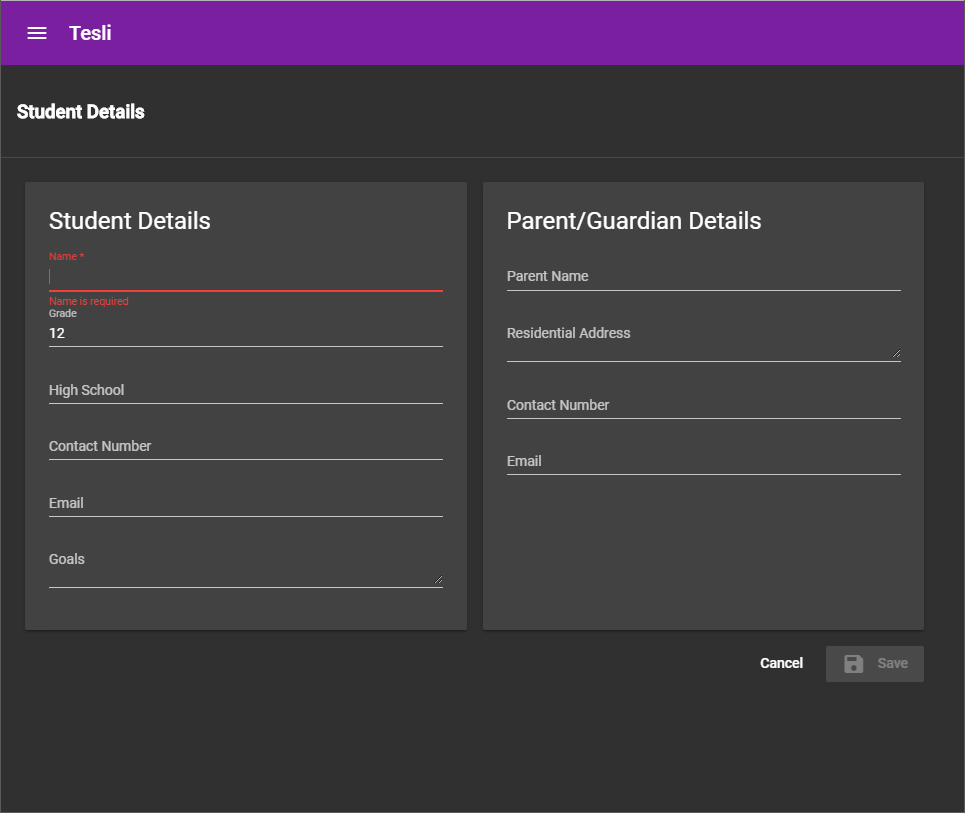 Tesli
Student Details
Student Details
Name *
Name is required
Grade
12
High School
Contact Number
Email
Goals
Parent/Guardian Details
Parent Name
Residential Address
Contact Number
Email
Cancel
Save